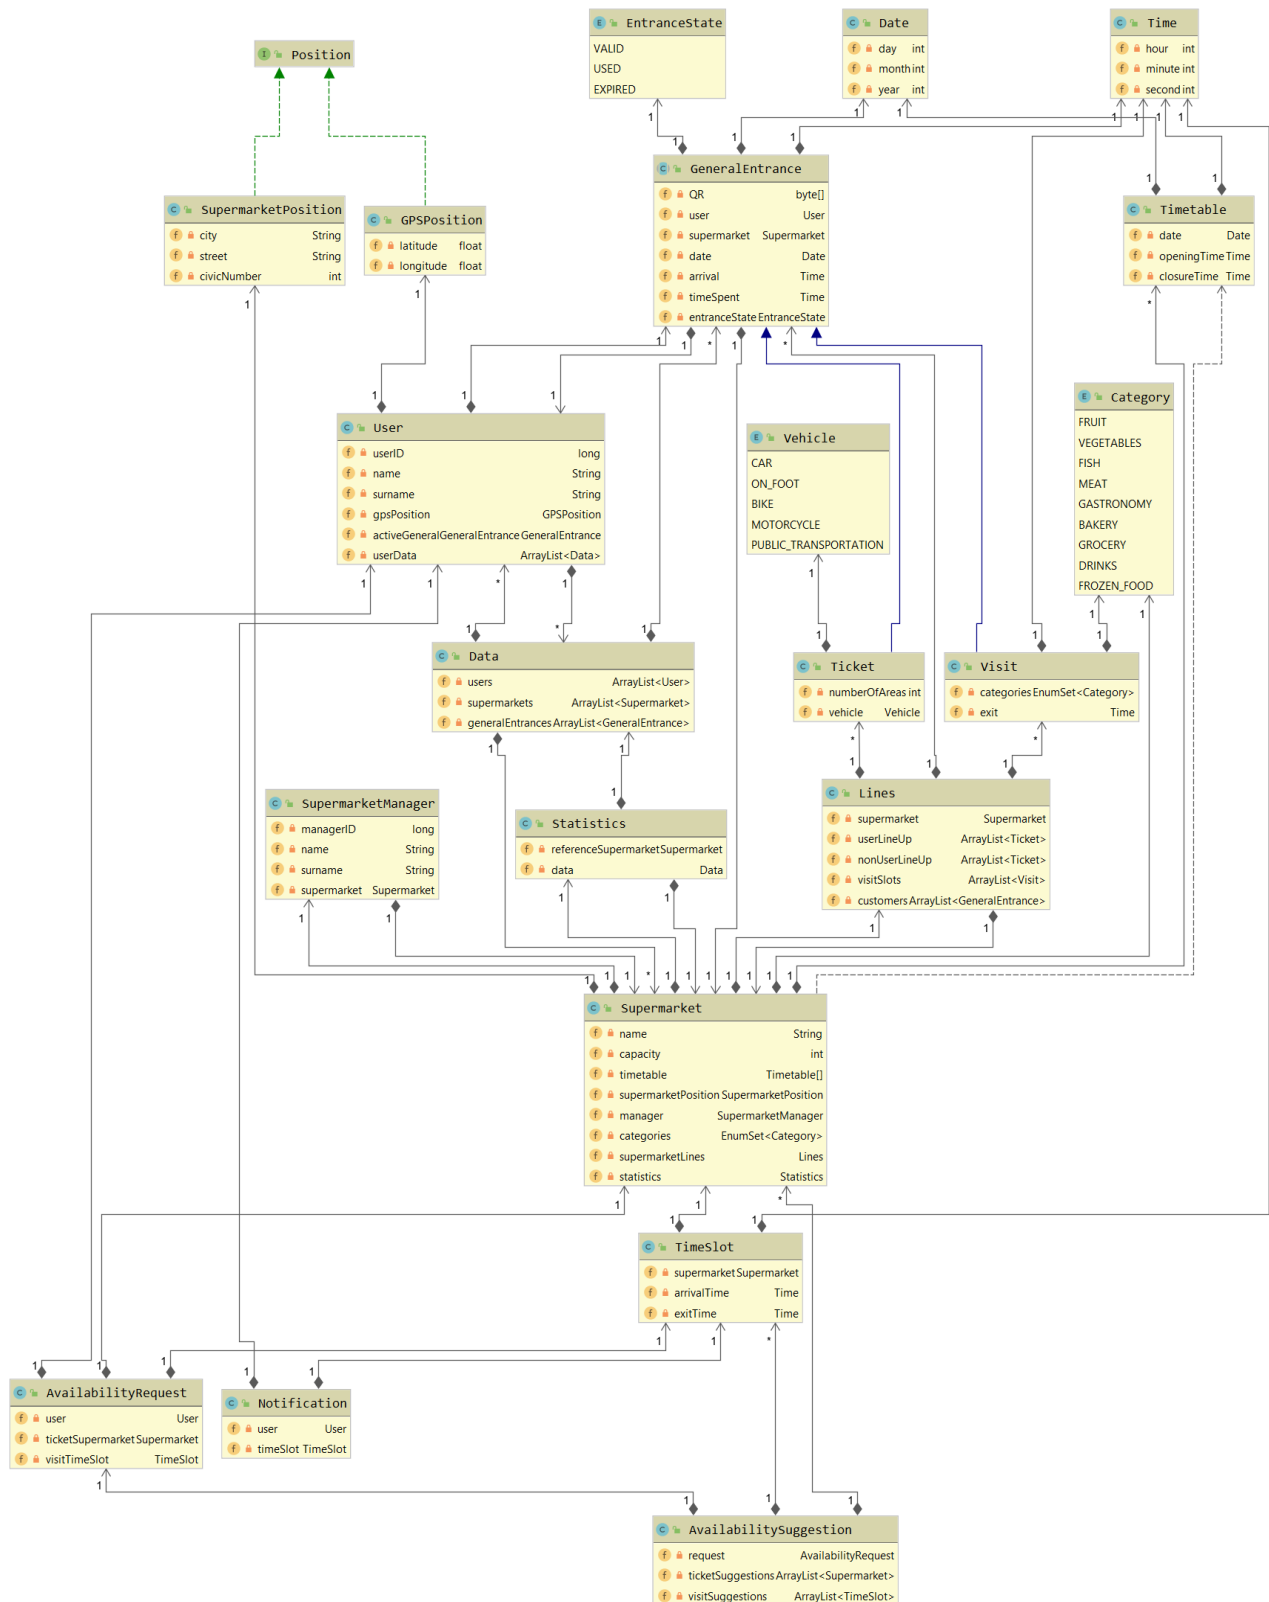 EntranceState
VALID
USED
EXPIRED
Date
day int
month int
year int
Time
hour int
minute int
second int
Position
GeneralEntrance
QR byte[]
user User
supermarket Supermarket
date Date
arrival Time
timeSpent Time
entranceState EntranceState
SupermarketPosition
city String
street String
civicNumber int
GPSPosition
latitude float
longitude float
Timetable
date Date
openingTime Time
closureTime Time
User
userID long
name String
surname String
gpsPosition GPSPosition
activeGeneralGeneralEntrance GeneralEntrance
userData ArrayList<Data>
Vehicle
CAR
ON_FOOT
BIKE
MOTORCYCLE
PUBLIC_TRANSPORTATION
Category
FRUIT
VEGETABLES
FISH
MEAT
GASTRONOMY
BAKERY
GROCERY
DRINKS
FROZEN_FOOD
Data
users ArrayList<User>
supermarkets ArrayList<Supermarket>
generalEntrances ArrayList<GeneralEntrance>
Ticket
numberOfAreas int
vehicle Vehicle
Visit
categories EnumSet<Category>
exit Time
SupermarketManager
managerID long
name String
surname String
supermarket Supermarket
Statistics
referenceSupermarket Supermarket
data Data
Lines
supermarket Supermarket
userLineUp ArrayList<Ticket>
nonUserLineUp ArrayList<Ticket>
visitSlots ArrayList<Visit>
customers ArrayList<GeneralEntrance>
Supermarket
name String
capacity int
timetable Timetable[]
supermarketPosition SupermarketPosition
manager SupermarketManager
categories EnumSet<Category>
supermarketLines Lines
statistics Statistics
TimeSlot
supermarket Supermarket
arrivalTime Time
exitTime Time
AvailabilityRequest
user User
ticketSupermarket Supermarket
visitTimeSlot TimeSlot
Notification
user User
timeSlot TimeSlot
AvailabilitySuggestion
request AvailabilityRequest
ticketSuggestions ArrayList<Supermarket>
visitSuggestions ArrayList<TimeSlot>